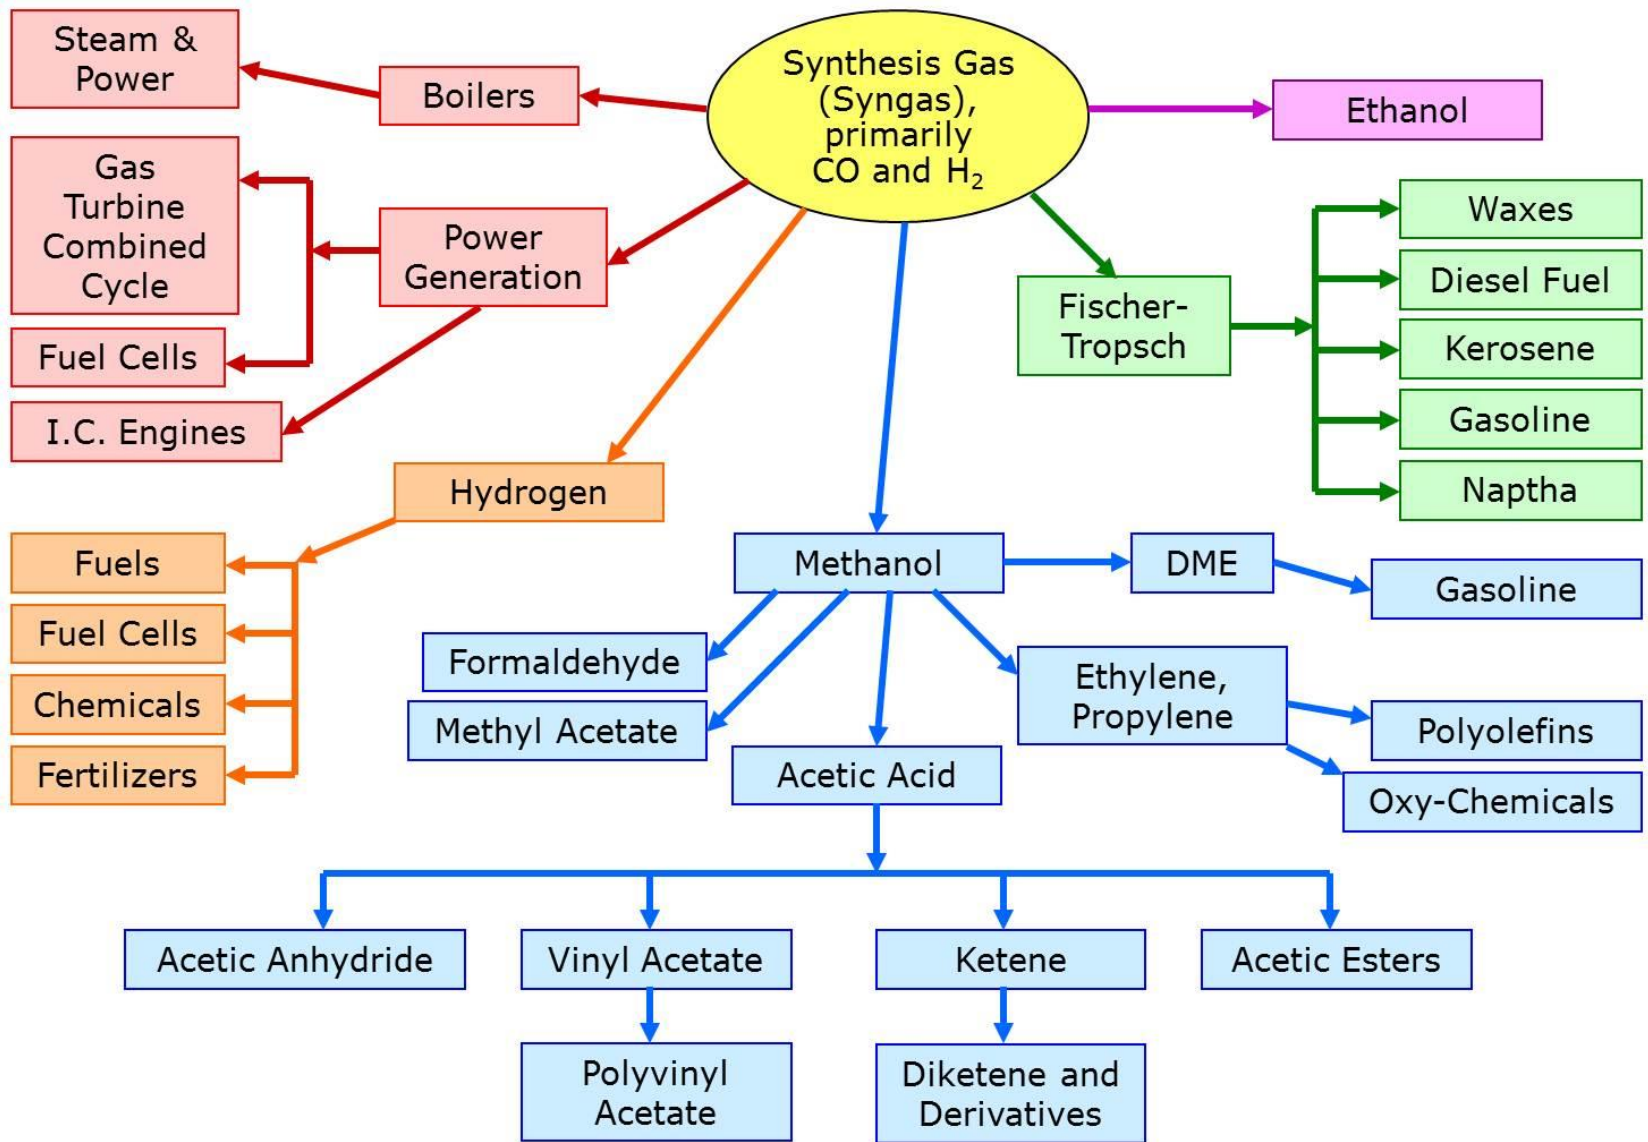 Steam &
Power
Boilers
Synthesis Gas
(Syngas),
primarily
CO and H₂
Ethanol
Gas
Turbine
Combined
Cycle
Power
Generation
Fuel Cells
I.C. Engines
Fischer-
Tropsch
Waxes
Diesel Fuel
Kerosene
Gasoline
Naptha
Hydrogen
Fuels
Fuel Cells
Chemicals
Fertilizers
Methanol
DME
Gasoline
Formaldehyde
Methyl Acetate
Acetic Acid
Ethylene,
Propylene
Polyolefins
Oxy-Chemicals
Acetic Anhydride
Vinyl Acetate
Ketene
Acetic Esters
Polyvinyl
Acetate
Diketene and
Derivatives